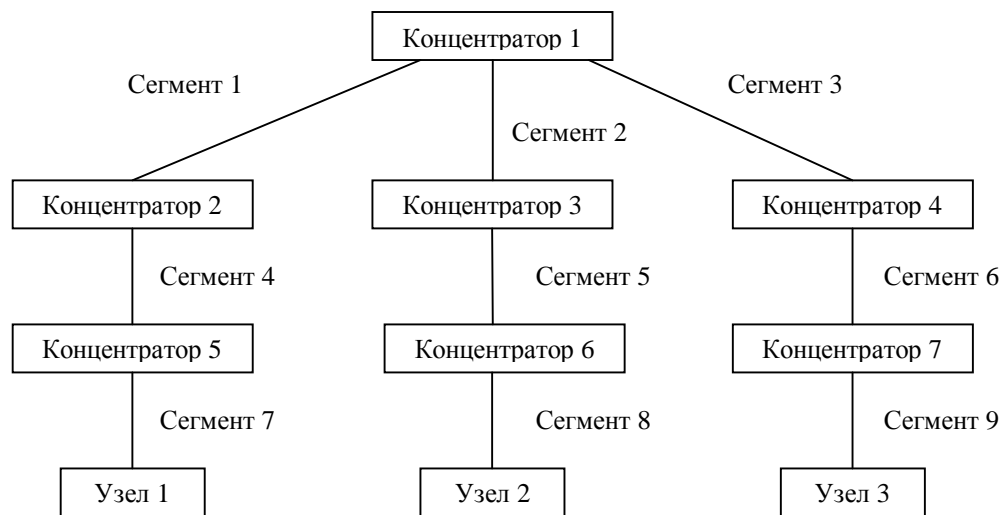 Концентратор 1
Сегмент 1
Сегмент 3
Сегмент 2
Концентратор 2
Концентратор 3
Концентратор 4
Сегмент 4
Сегмент 5
Сегмент 6
Концентратор 5
Концентратор 6
Концентратор 7
Сегмент 7
Сегмент 8
Сегмент 9
Узел 1
Узел 2
Узел 3